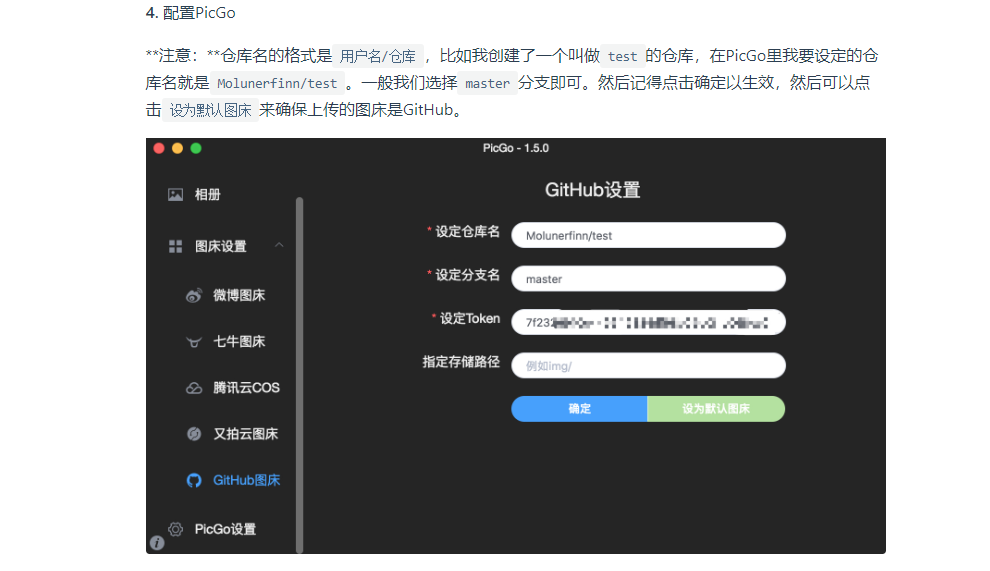 4. 配置PicGo
**注意：**仓库名的格式是 用户名/仓库 ，比如我创建了一个叫做 test 的仓库，在PicGo里我要设定的仓
库名就是 Molunerfinn/test 。一般我们选择 master 分支即可。然后记得点击确定以生效，然后可以点
击 设为默认图床 来确保上传的图床是GitHub。
PicGo - 1.5.0
相册
图床设置
微博图床
七牛图床
腾讯云COS
又拍云图床
GitHub图床
PicGo设置
GitHub设置
* 设定仓库名 Molunerfinn/test
* 设定分支名 master
* 设定Token 7f232
指定存储路径 例如img/
确定 设为默认图床